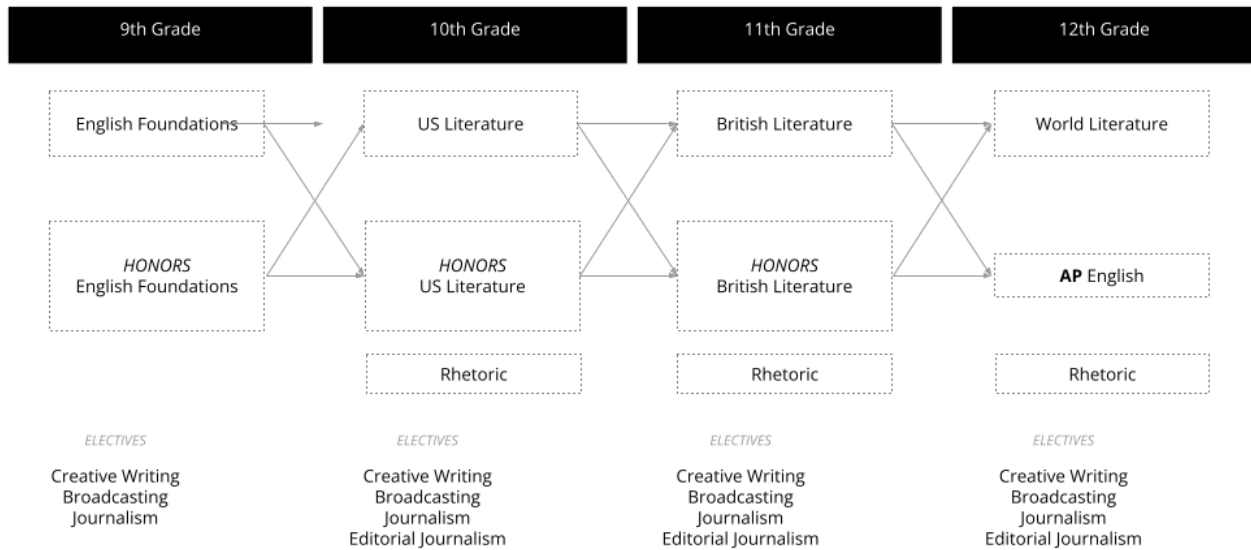 9th Grade
10th Grade
11th Grade
12th Grade
English Foundations
US Literature
British Literature
World Literature
HONORS
English Foundations
HONORS
US Literature
HONORS
British Literature
AP English
Rhetoric
Rhetoric
Rhetoric
ELECTIVES
Creative Writing
Broadcasting
Journalism
ELECTIVES
Creative Writing
Broadcasting
Journalism
Editorial Journalism
ELECTIVES
Creative Writing
Broadcasting
Journalism
Editorial Journalism
ELECTIVES
Creative Writing
Broadcasting
Journalism
Editorial Journalism